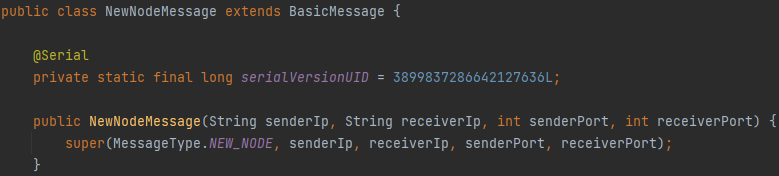 public class NewNodeMessage extends BasicMessage {
@Serial
private static final long serialVersionUID = 3899837286642127636L;
public NewNodeMessage(String senderIp, String receiverIp, int senderPort, int receiverPort) {
super(MessageType.NEW_NODE, senderIp, receiverIp, senderPort, receiverPort);
}